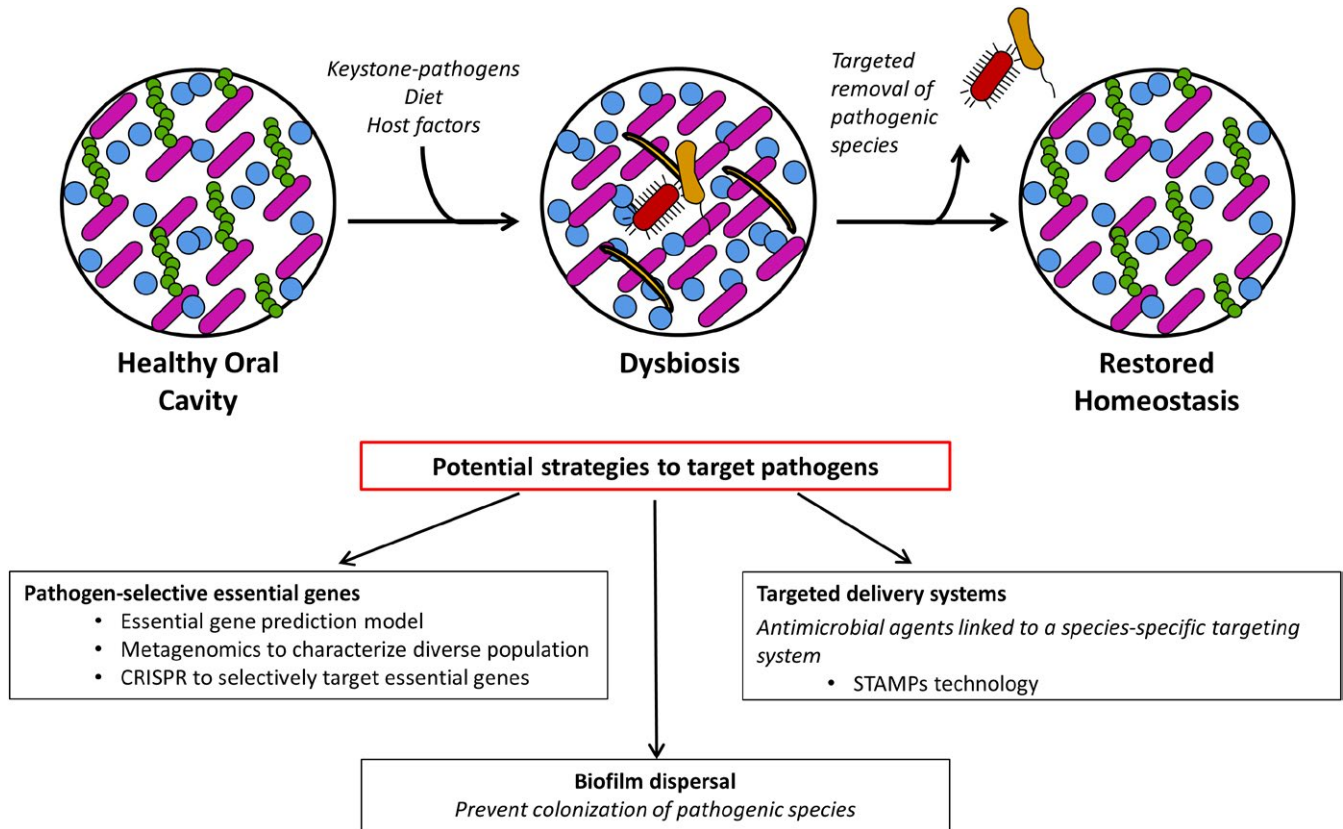 Keystone-pathogens
Diet
Host factors
Targeted
removal of
pathogenic
species
Healthy Oral
Cavity
Dysbiosis
Restored
Homeostasis
Potential strategies to target pathogens
Pathogen-selective essential genes
• Essential gene prediction model
• Metagenomics to characterize diverse population
• CRISPR to selectively target essential genes
Targeted delivery systems
Antimicrobial agents linked to a species-specific targeting
system
• STAMPs technology
Biofilm dispersal
Prevent colonization of pathogenic species